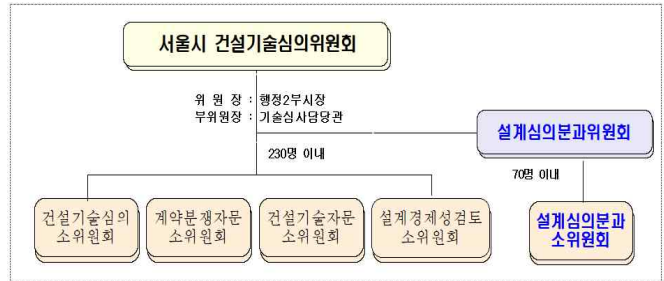 서울시 건설기술심의위원회
위 원 장 : 행정2부시장
부위원장 : 기술심사담당관
설계심의분과위원회
230명 이내
70명 이내
건설기술심의
소위원회
계약분쟁자문
소위원회
건설기술자문
소위원회
설계경제성검토
소위원회
설계심의분과
소위원회